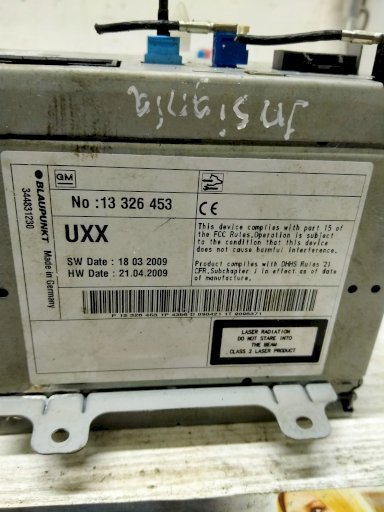 Jnsignia
GM
No :13 326 453
UXX
SW Date : 18 03 2009
HW Date : 21.04.2009
BLAUPUNKT Made in Germany
344831230
CE
This device complies with part 15 of
the FCC Rules.Operation is subject
to the condition that this device
does not cause harmful interference.
Product complies with DHHS Rules 21
CFR,Subchapter J in effect as of date
of manufacture.
LASER RADIATION
DO NOT STARE INTO
THE BEAM
CLASS 2 LASER PRODUCT